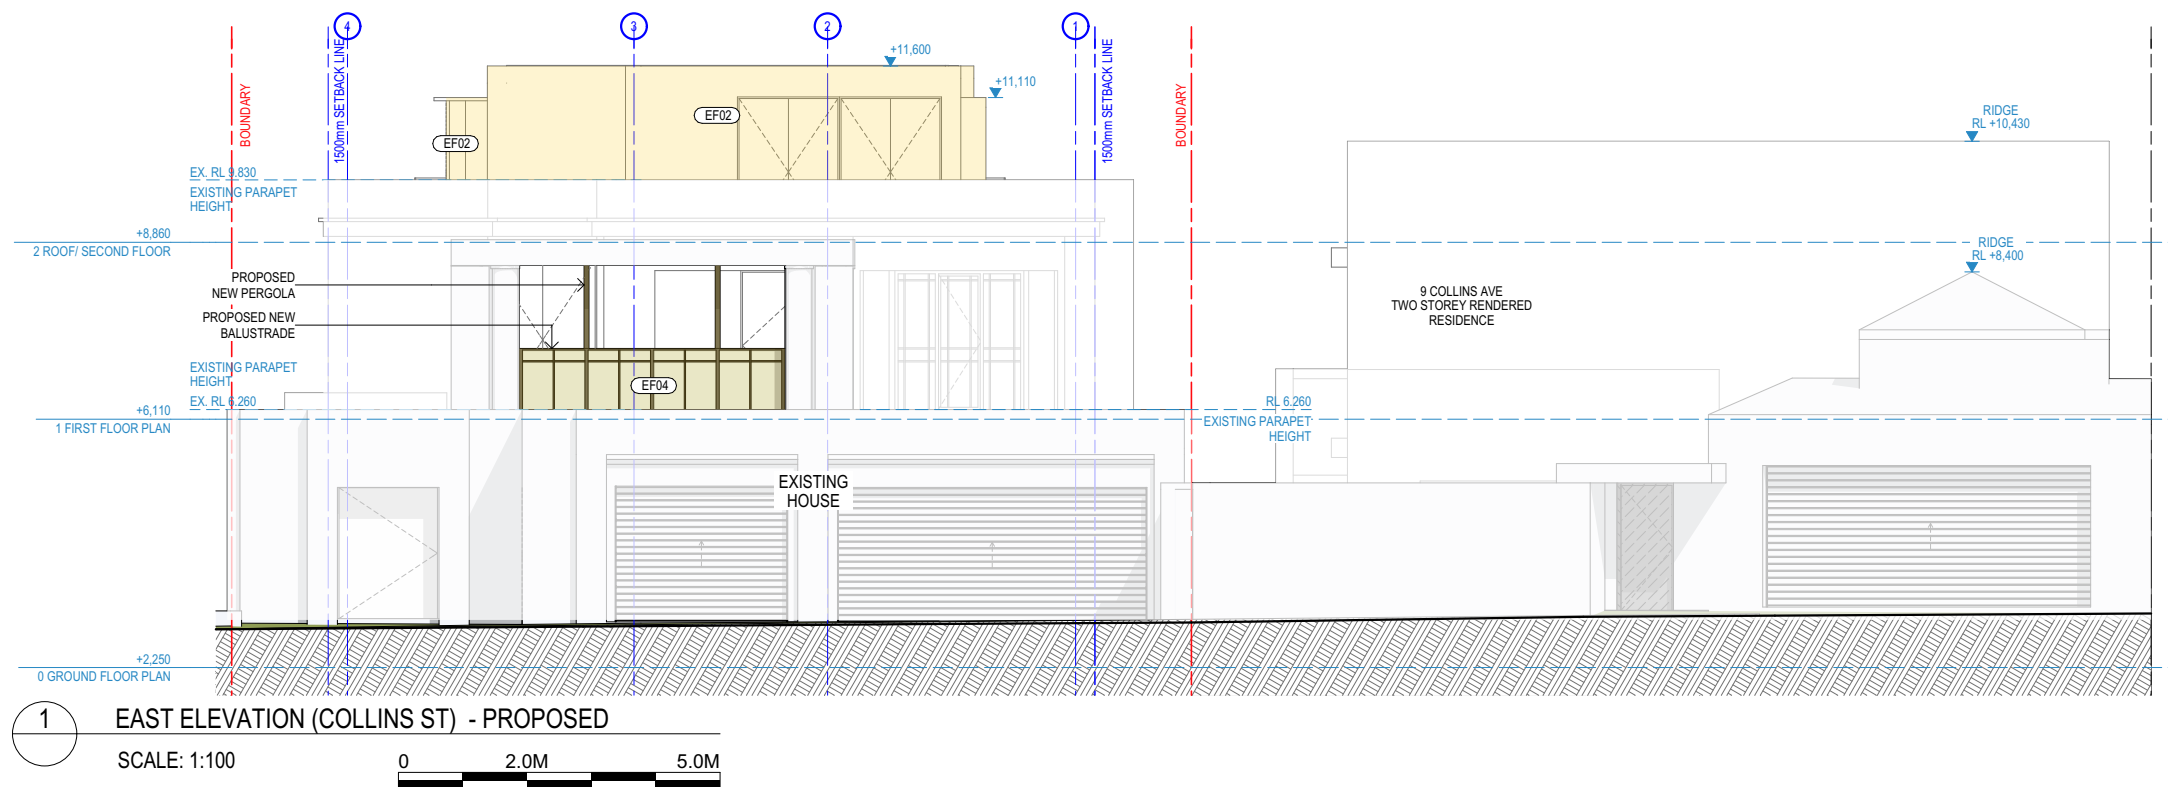 4
3
2
1
+11,600
+11,110
BOUNDARY
1500mm SETBACK LINE
1500mm SETBACK LINE
BOUNDARY
RIDGE
RL +10,430
EF02
EF02
EX. RL 9.830
EXISTING PARAPET
HEIGHT
+8,860
2 ROOF/ SECOND FLOOR
RIDGE
RL +8,400
PROPOSED
NEW PERGOLA
PROPOSED NEW
BALUSTRADE
9 COLLINS AVE
TWO STOREY RENDERED
RESIDENCE
EXISTING PARAPET
HEIGHT
EX. RL 6.260
EF04
+6,110
1 FIRST FLOOR PLAN
RL 6.260
EXISTING PARAPET
HEIGHT
EXISTING
HOUSE
+2,250
0 GROUND FLOOR PLAN
1
EAST ELEVATION (COLLINS ST) - PROPOSED
SCALE: 1:100
0 2.0M 5.0M